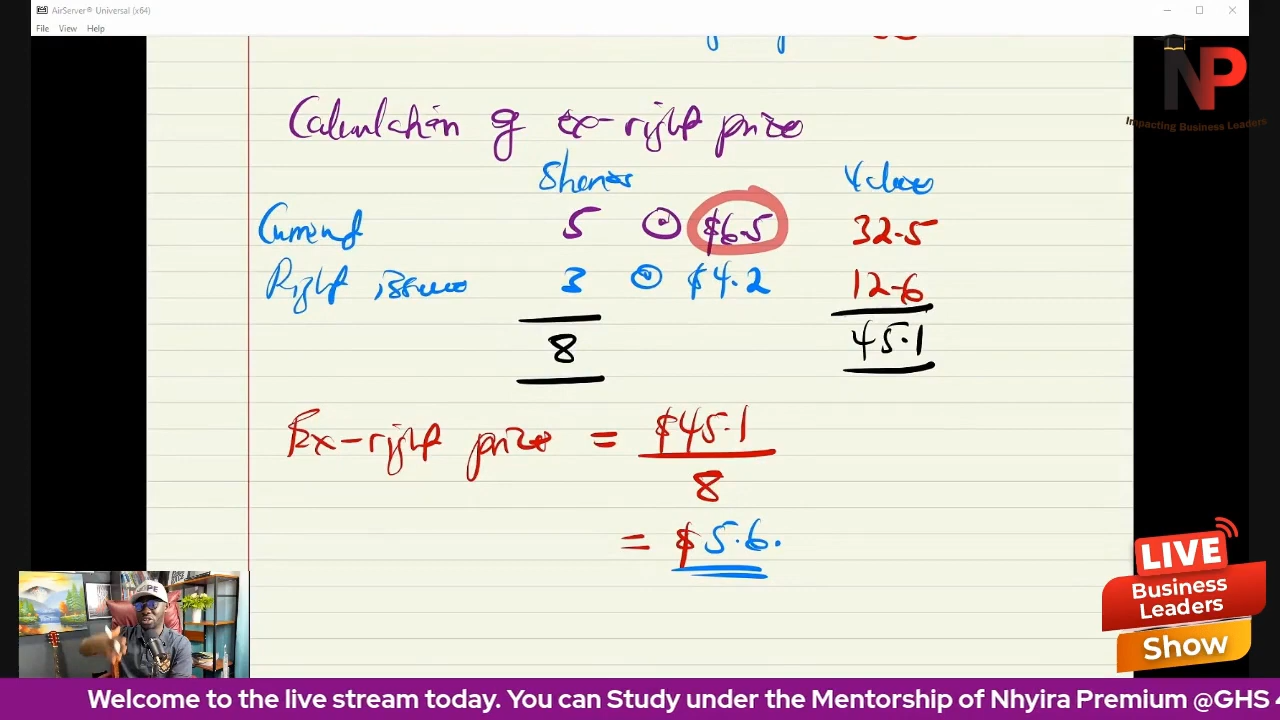 AirServer® Universal (x64)
File View Help
NP
Impacting Business Leaders
Calculation of ex-right price
Shares Values
Current 5 @ $6.5 32.5
Right issues 3 @ $4.2 12.6
8 45.1
Ex-right price = $45.1
8
= $5.6.
LIVE
Business
Leaders
Show
Welcome to the live stream today. You can Study under the Mentorship of Nhyira Premium @GHS